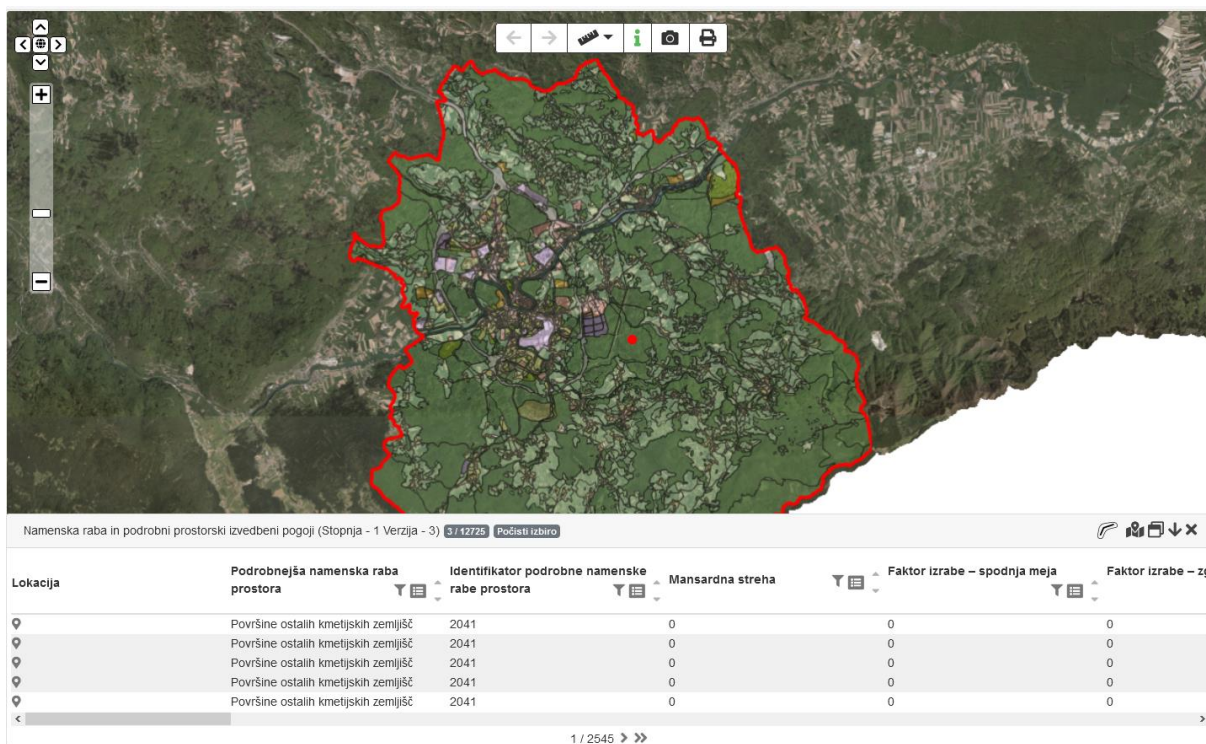 Namenska raba in podrobni prostorski izvedbeni pogoji (Stopnja - 1 Verzija - 3) 3 / 12725 Počisti izbiro
Lokacija
Podrobnejša namenska raba
prostora
Identifikator podrobne namenske
rabe prostora
Mansardna streha
Faktor izrabe – spodnja meja
Faktor izrabe – zg
Površine ostalih kmetijskih zemljišč 2041 0 0 0
Površine ostalih kmetijskih zemljišč 2041 0 0 0
Površine ostalih kmetijskih zemljišč 2041 0 0 0
Površine ostalih kmetijskih zemljišč 2041 0 0 0
Površine ostalih kmetijskih zemljišč 2041 0 0 0
1 / 2545